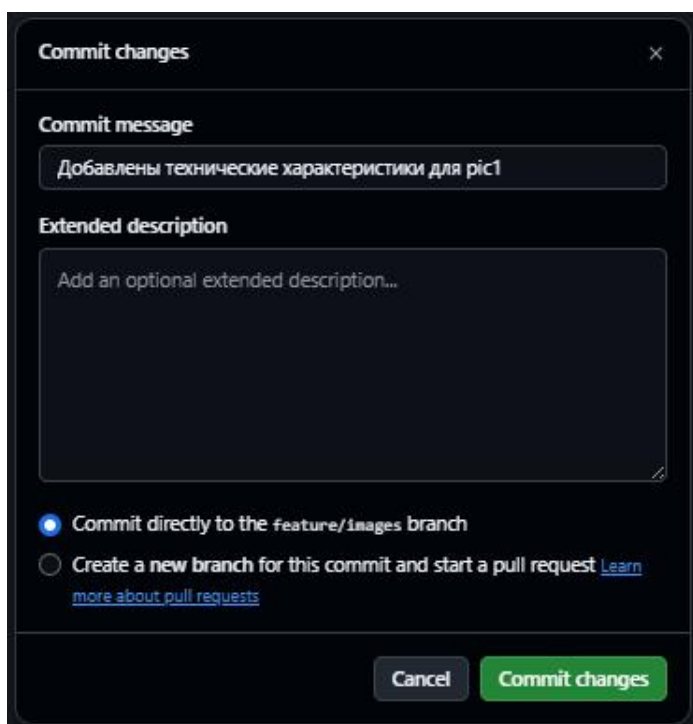 Commit changes
Commit message
Добавлены технические характеристики для pic1
Extended description
Add an optional extended description...
Commit directly to the feature/images branch
Create a new branch for this commit and start a pull request Learn
more about pull requests
Cancel Commit changes